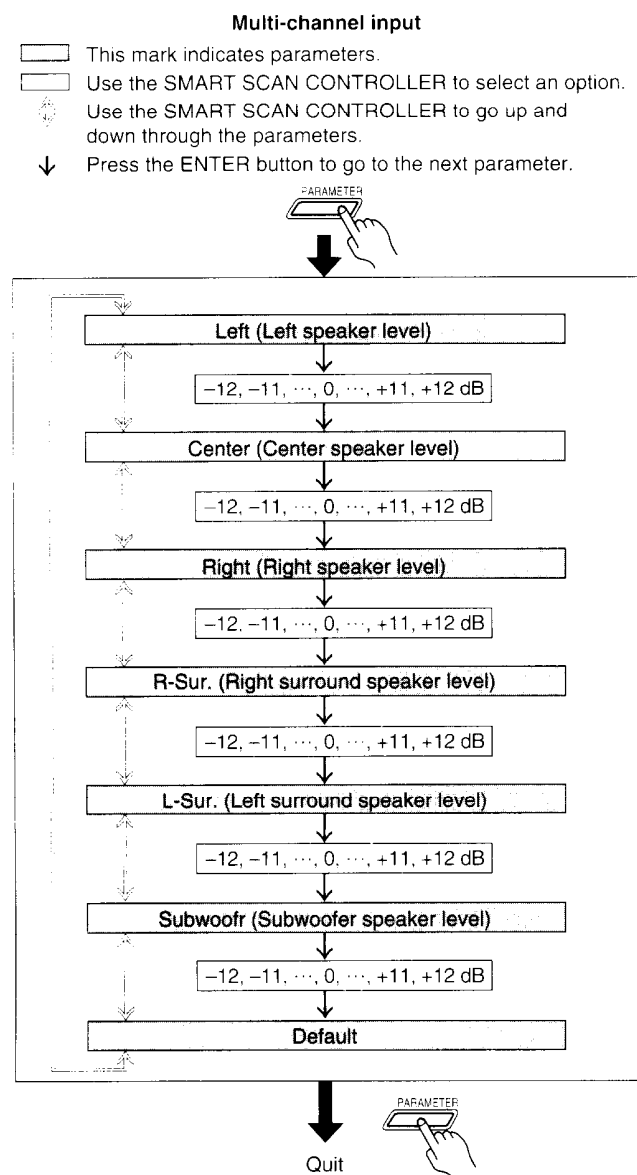 Multi-channel input
This mark indicates parameters.
Use the SMART SCAN CONTROLLER to select an option.
Use the SMART SCAN CONTROLLER to go up and
down through the parameters.
Press the ENTER button to go to the next parameter.
PARAMETER
Left (Left speaker level)
–12, –11, ···, 0, ···, +11, +12 dB
Center (Center speaker level)
–12, –11, ···, 0, ···, +11, +12 dB
Right (Right speaker level)
–12, –11, ···, 0, ···, +11, +12 dB
R-Sur. (Right surround speaker level)
–12, –11, ···, 0, ···, +11, +12 dB
L-Sur. (Left surround speaker level)
–12, –11, ···, 0, ···, +11, +12 dB
Subwoofr (Subwoofer speaker level)
–12, –11, ···, 0, ···, +11, +12 dB
Default
PARAMETER
Quit